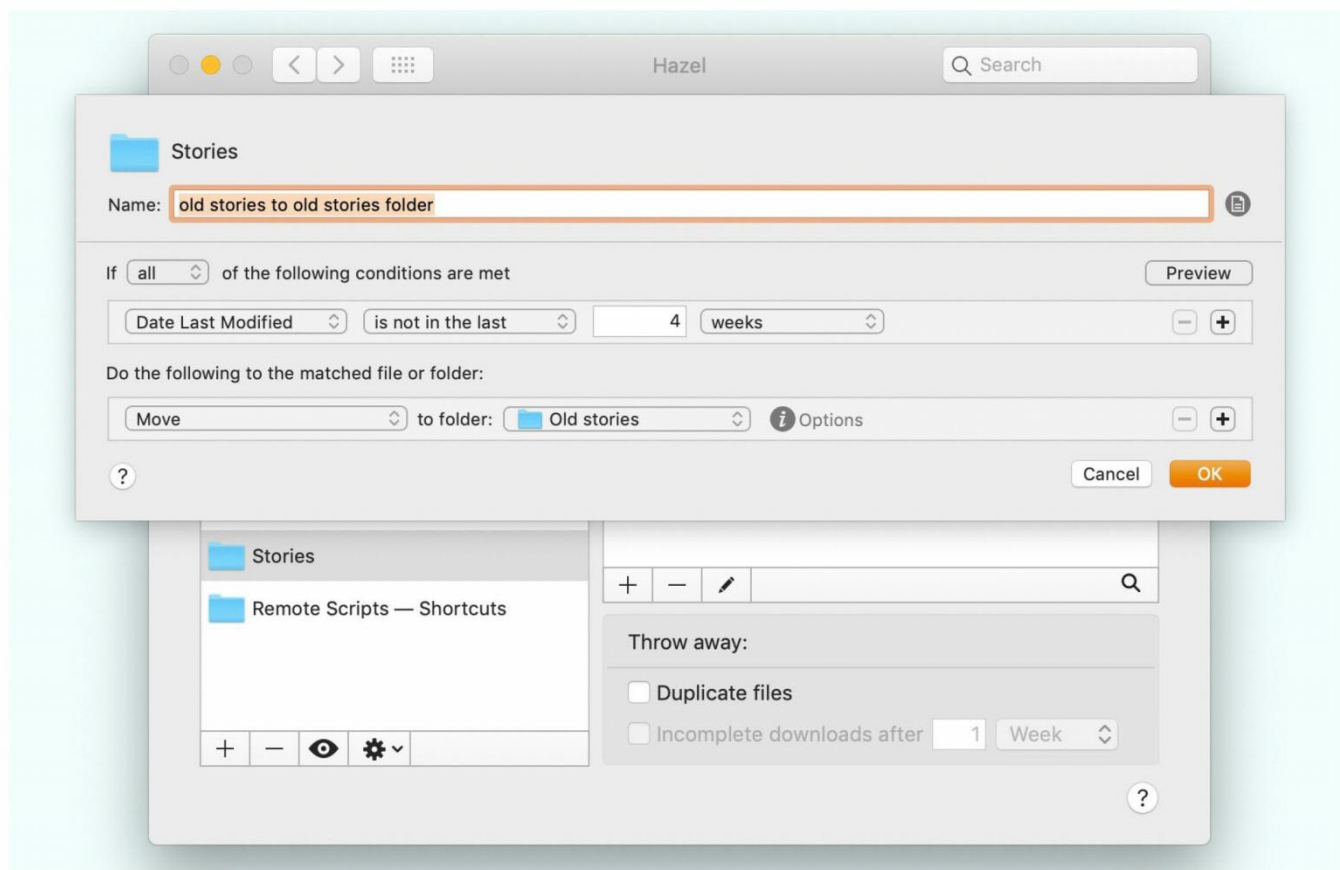 Hazel
Search
Stories
Name: old stories to old stories folder
If all of the following conditions are met
Preview
Date Last Modified is not in the last 4 weeks
Do the following to the matched file or folder:
Move to folder: Old stories i Options
? Cancel OK
Stories
Remote Scripts — Shortcuts
Throw away:
Duplicate files
Incomplete downloads after 1 Week
?